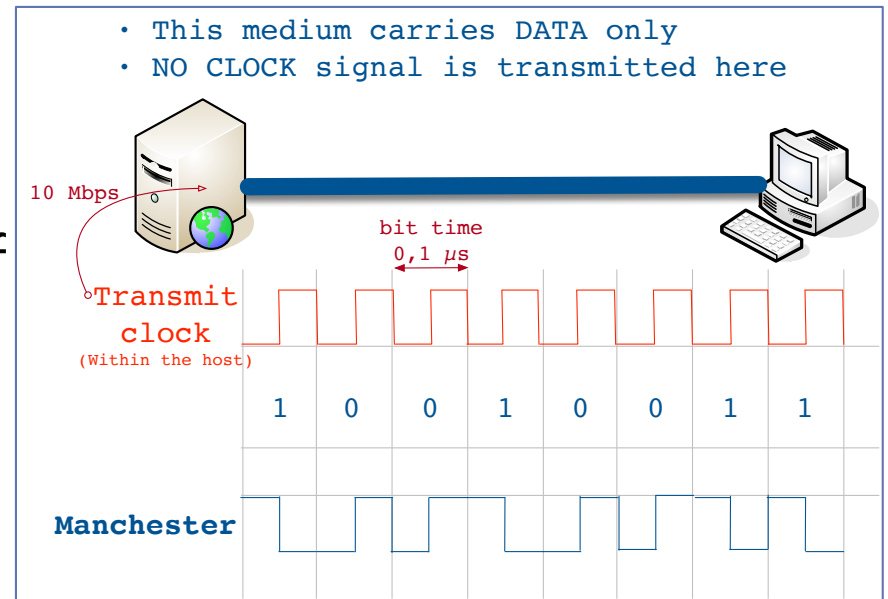 • This medium carries DATA only
• NO CLOCK signal is transmitted here
10 Mbps
bit time
0,1 µs
Transmit
clock
(Within the host)
1 0 0 1 0 0 1 1
Manchester